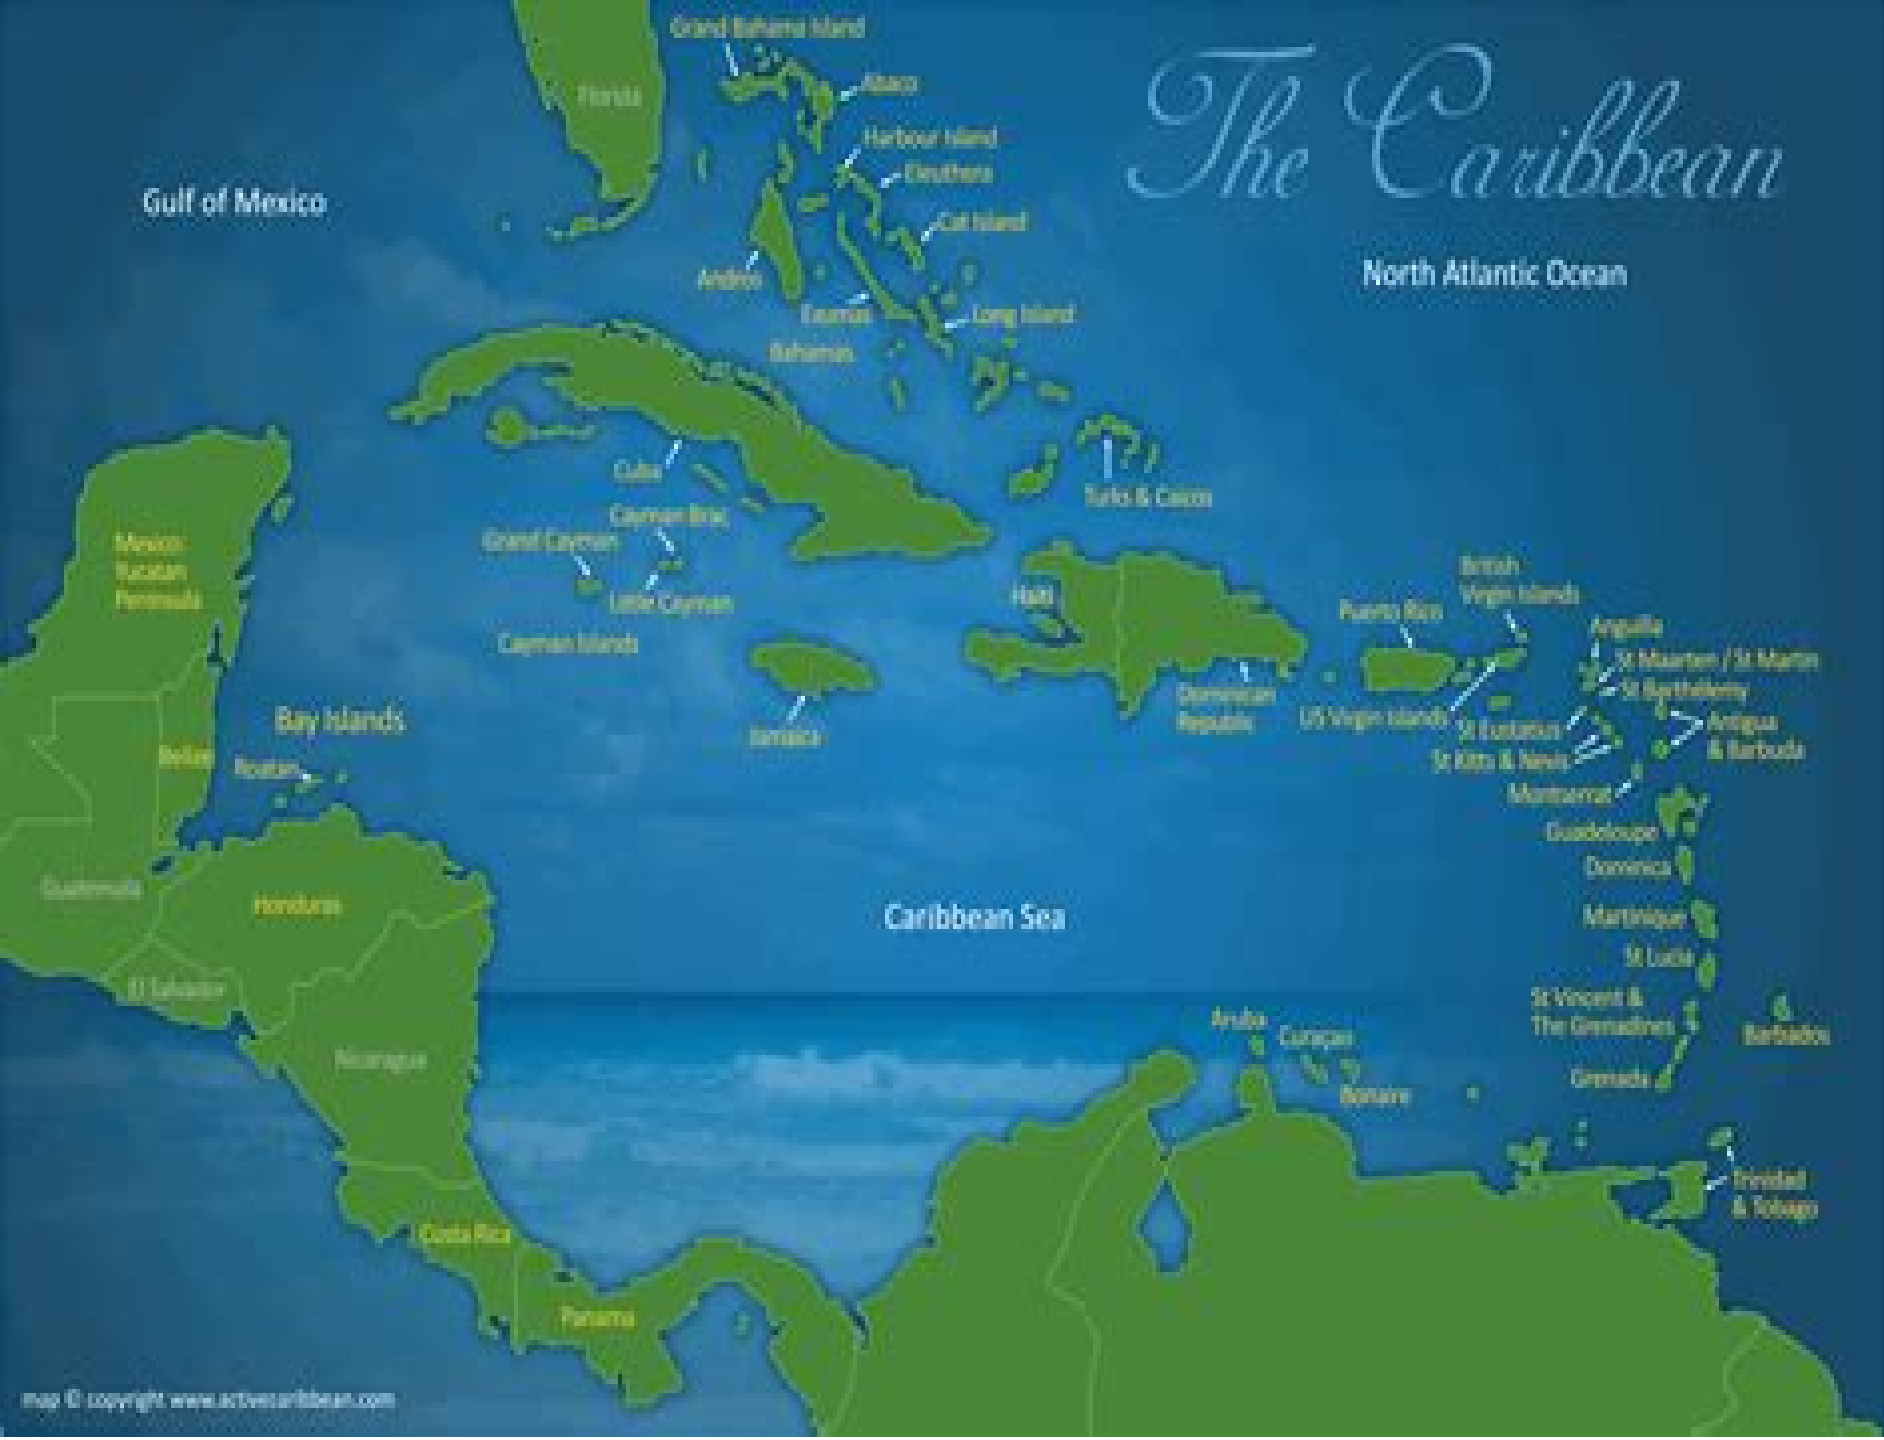 Grand Bahama Island
Florida
Abaco
The Caribbean
Harbour Island
Eleuthera
Gulf of Mexico
Cat Island
North Atlantic Ocean
Andros
Exumas
Long Island
Bahamas
Cuba
Turks & Caicos
Cayman Brac
Grand Cayman
Mexico
Yucatan
Peninsula
Little Cayman
Cayman Islands
Haiti
British
Virgin Islands
Puerto Rico
Anguilla
St Maarten / St Martin
St Barthélemy
Dominican
Republic
US Virgin Islands
St Eustatius
Antigua
& Barbuda
St Kitts & Nevis
Jamaica
Bay Islands
Belize
Roatan
Montserrat
Guadeloupe
Dominica
Guatemala
Honduras
Caribbean Sea
Martinique
St Lucia
El Salvador
St Vincent &
The Grenadines
Barbados
Aruba
Curaçao
Nicaragua
Grenada
Bonaire
Trinidad
& Tobago
Costa Rica
Panama
map © copyright www.activecaribbean.com